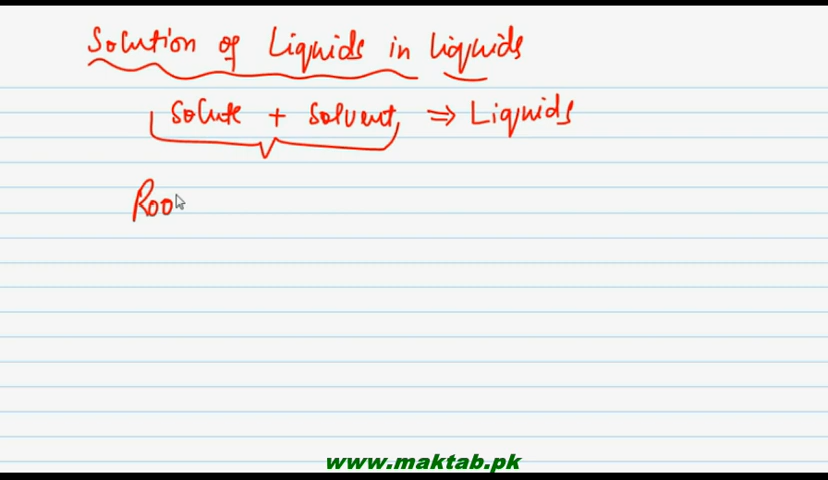 Solution of Liquids in liquids
Solute + Solvent ⇒ Liquids
Roo
www.maktab.pk